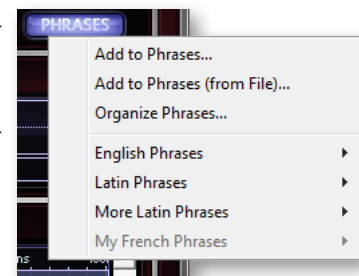 PHRASES
Add to Phrases...
Add to Phrases (from File)...
Organize Phrases...
English Phrases
Latin Phrases
More Latin Phrases
My French Phrases
ns